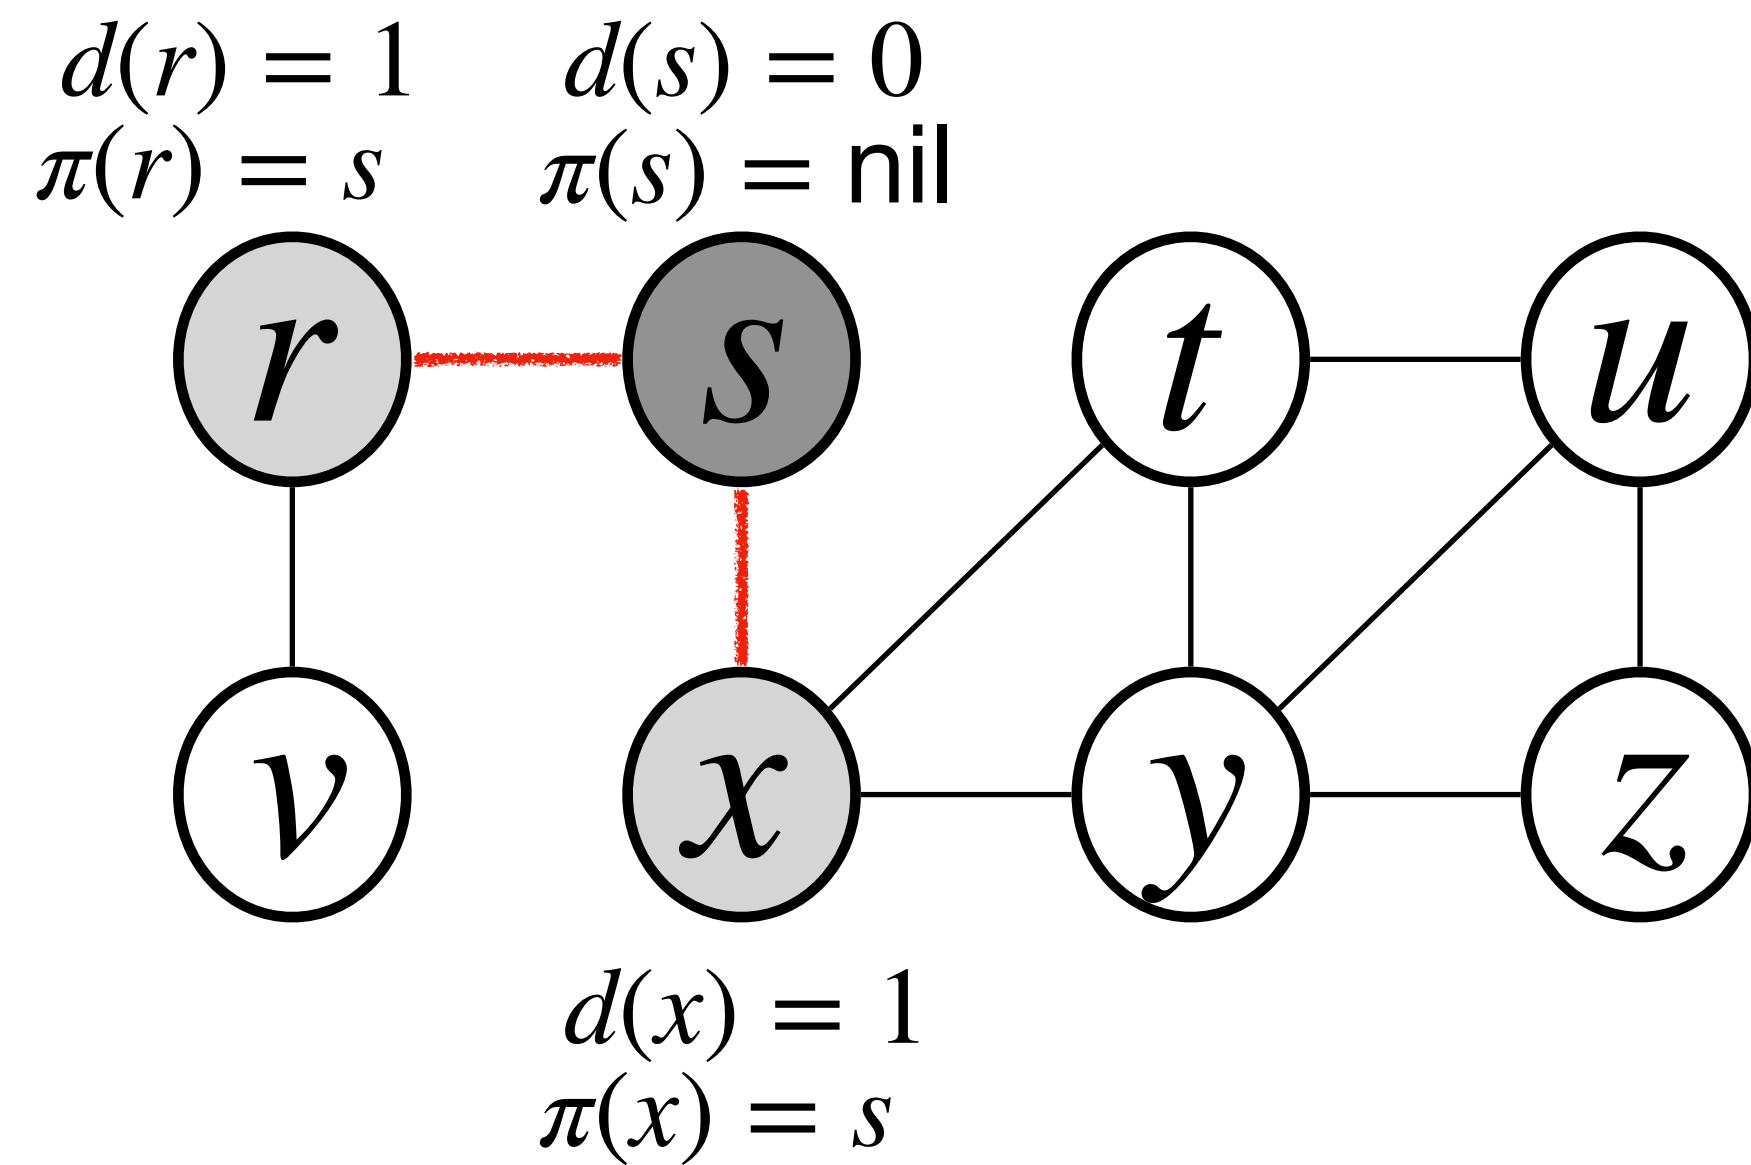 d(r) = 1
π(r) = s
d(s) = 0
π(s) = nil
r
s
t
u
v
x
y
z
d(x) = 1
π(x) = s